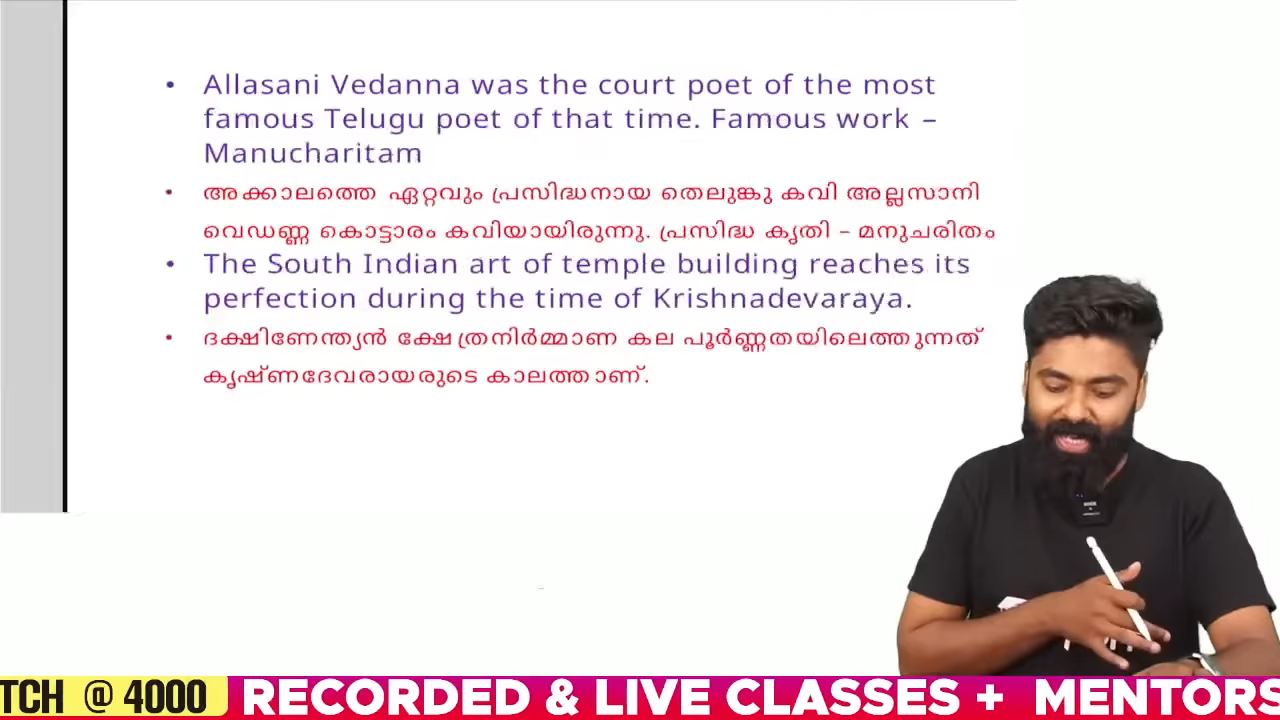 • Allasani Vedanna was the court poet of the most
famous Telugu poet of that time. Famous work –
Manucharitam
• അക്കാലത്തെ ഏറ്റവും പ്രസിദ്ധനായ തെലുങ്കു കവി അല്ലസാനി
വെഡണ്ണ കൊട്ടാരം കവിയായിരുന്നു. പ്രസിദ്ധ കൃതി – മനുചരിതം
• The South Indian art of temple building reaches its
perfection during the time of Krishnadevaraya.
• ദക്ഷിണേന്ത്യൻ ക്ഷേത്രനിർമ്മാണ കല പൂർണ്ണതയിലെത്തുന്നത്
കൃഷ്ണദേവരായരുടെ കാലത്താണ്.
TCH @ 4000 RECORDED & LIVE CLASSES + MENTORS